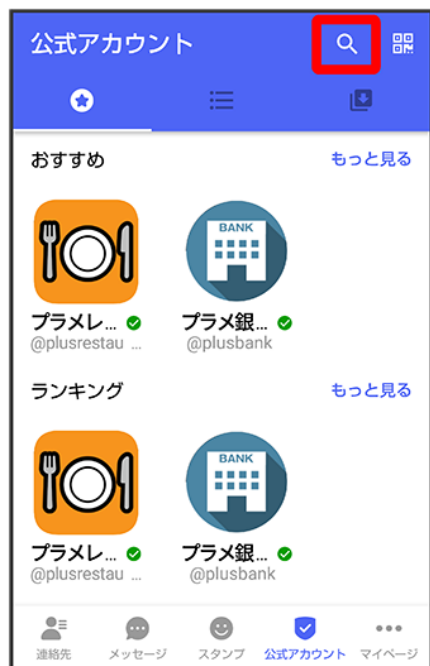 公式アカウント
おすすめ
もっと見る
BANK
プラメレ... プラメ銀...
@plusrestau ... @plusbank
ランキング
もっと見る
BANK
プラメレ... プラメ銀...
@plusrestau ... @plusbank
連絡先 メッセージ スタンプ 公式アカウント マイページ